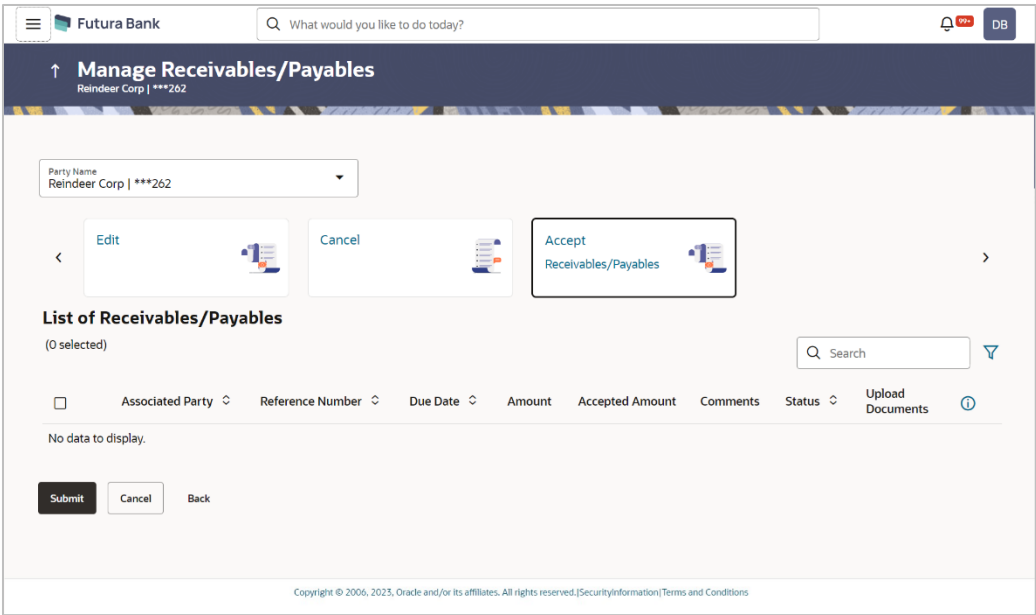 Futura Bank
What would you like to do today?
99+
DB
Manage Receivables/Payables
Reindeer Corp | ***262
Party Name
Reindeer Corp | ***262
Edit
Cancel
Accept
Receivables/Payables
List of Receivables/Payables
(0 selected)
Search
Associated Party
Reference Number
Due Date
Amount
Accepted Amount
Comments
Status
Upload
Documents
No data to display.
Submit
Cancel
Back
Copyright © 2006, 2023, Oracle and/or its affiliates. All rights reserved.|SecurityInformation|Terms and Conditions